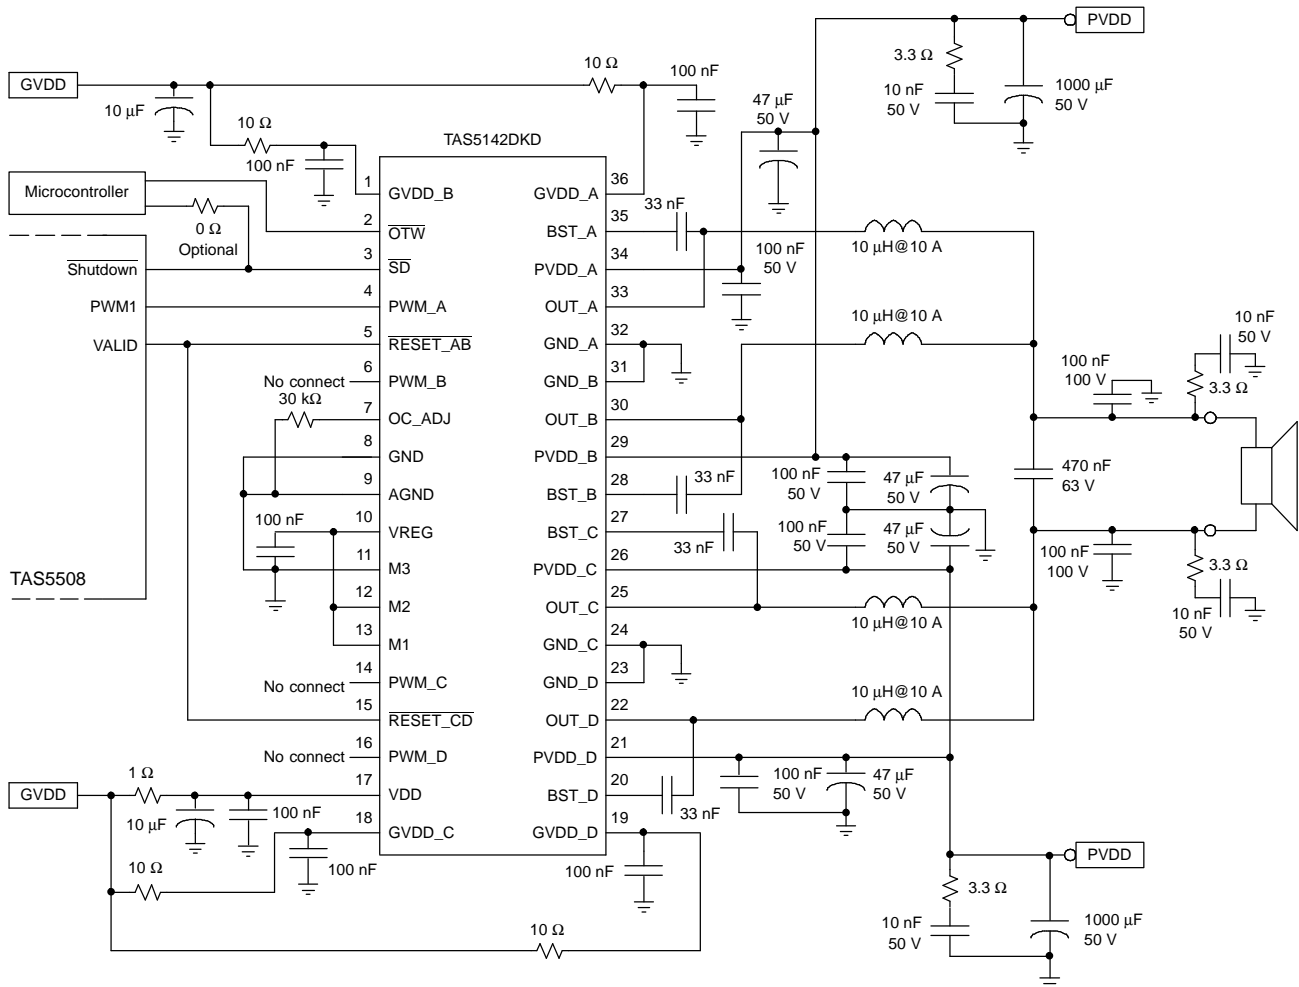 PVDD
3.3 Ω
10 nF
50 V
1000 µF
50 V
GVDD
10 µF
10 Ω
100 nF
10 Ω
100 nF
47 µF
50 V
TAS5142DKD
Microcontroller
0 Ω
Optional
Shutdown
PWM1
VALID
TAS5508
1
GVDD_B
2
OTW
3
SD
4
PWM_A
5
RESET_AB
6
No connect
PWM_B
30 kΩ
7
OC_ADJ
8
GND
9
AGND
100 nF
10
VREG
11
M3
12
M2
13
M1
14
No connect
PWM_C
15
RESET_CD
16
No connect
PWM_D
17
VDD
18
GVDD_C
36
GVDD_A
35
BST_A
34
PVDD_A
33
OUT_A
32
GND_A
31
GND_B
30
OUT_B
29
PVDD_B
28
BST_B
27
BST_C
26
PVDD_C
25
OUT_C
24
GND_C
23
GND_D
22
OUT_D
21
PVDD_D
20
BST_D
19
GVDD_D
33 nF
100 nF
50 V
10 µH@10 A
10 µH@10 A
10 nF
50 V
3.3 Ω
100 nF
100 V
33 nF
100 nF
50 V
47 µF
50 V
470 nF
63 V
33 nF
100 nF
50 V
47 µF
50 V
100 nF
100 V
3.3 Ω
10 nF
50 V
10 µH@10 A
10 µH@10 A
100 nF
50 V
47 µF
50 V
33 nF
100 nF
GVDD
1 Ω
10 µF
100 nF
10 Ω
100 nF
10 Ω
PVDD
3.3 Ω
10 nF
50 V
1000 µF
50 V